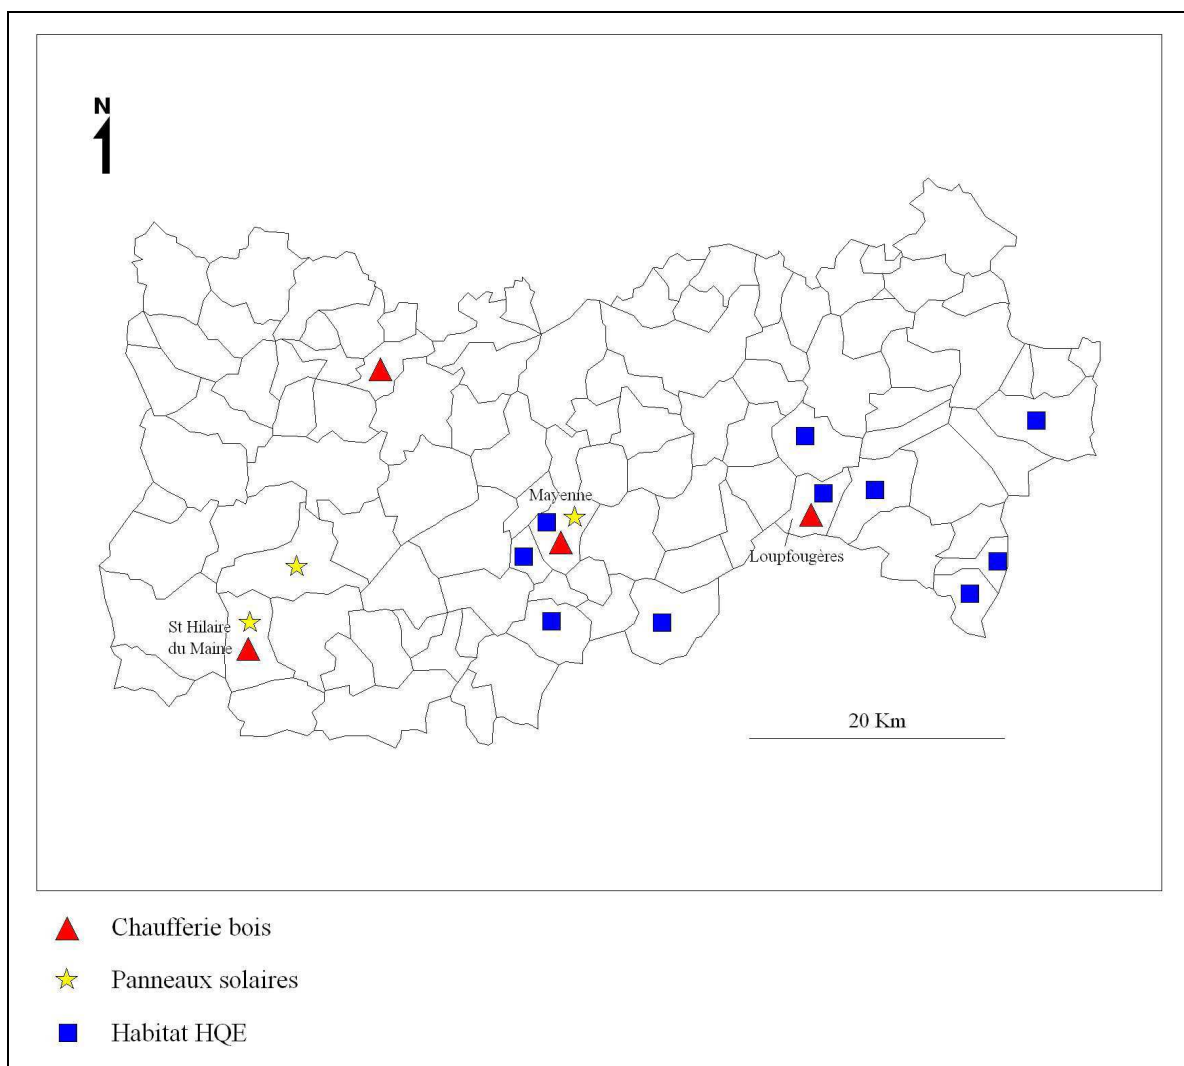 N
Mayenne
Loupfougères
St Hilaire
du Maine
20 Km
Chaufferie bois
Panneaux solaires
Habitat HQE